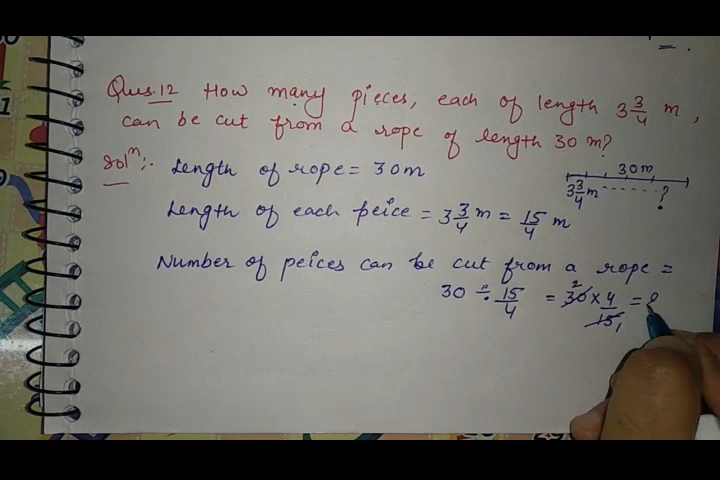 Ques.12 How many pieces, each of length 3 3/4 m,
can be cut from a rope of length 30 m?
Solⁿ:- Length of rope = 30m
30m
3 3/4 m ------ ?
Length of each peice = 3 3/4 m = 15/4 m
Number of peices can be cut from a rope =
30 ÷ 15/4 = 30 2 × 4/15 1 =